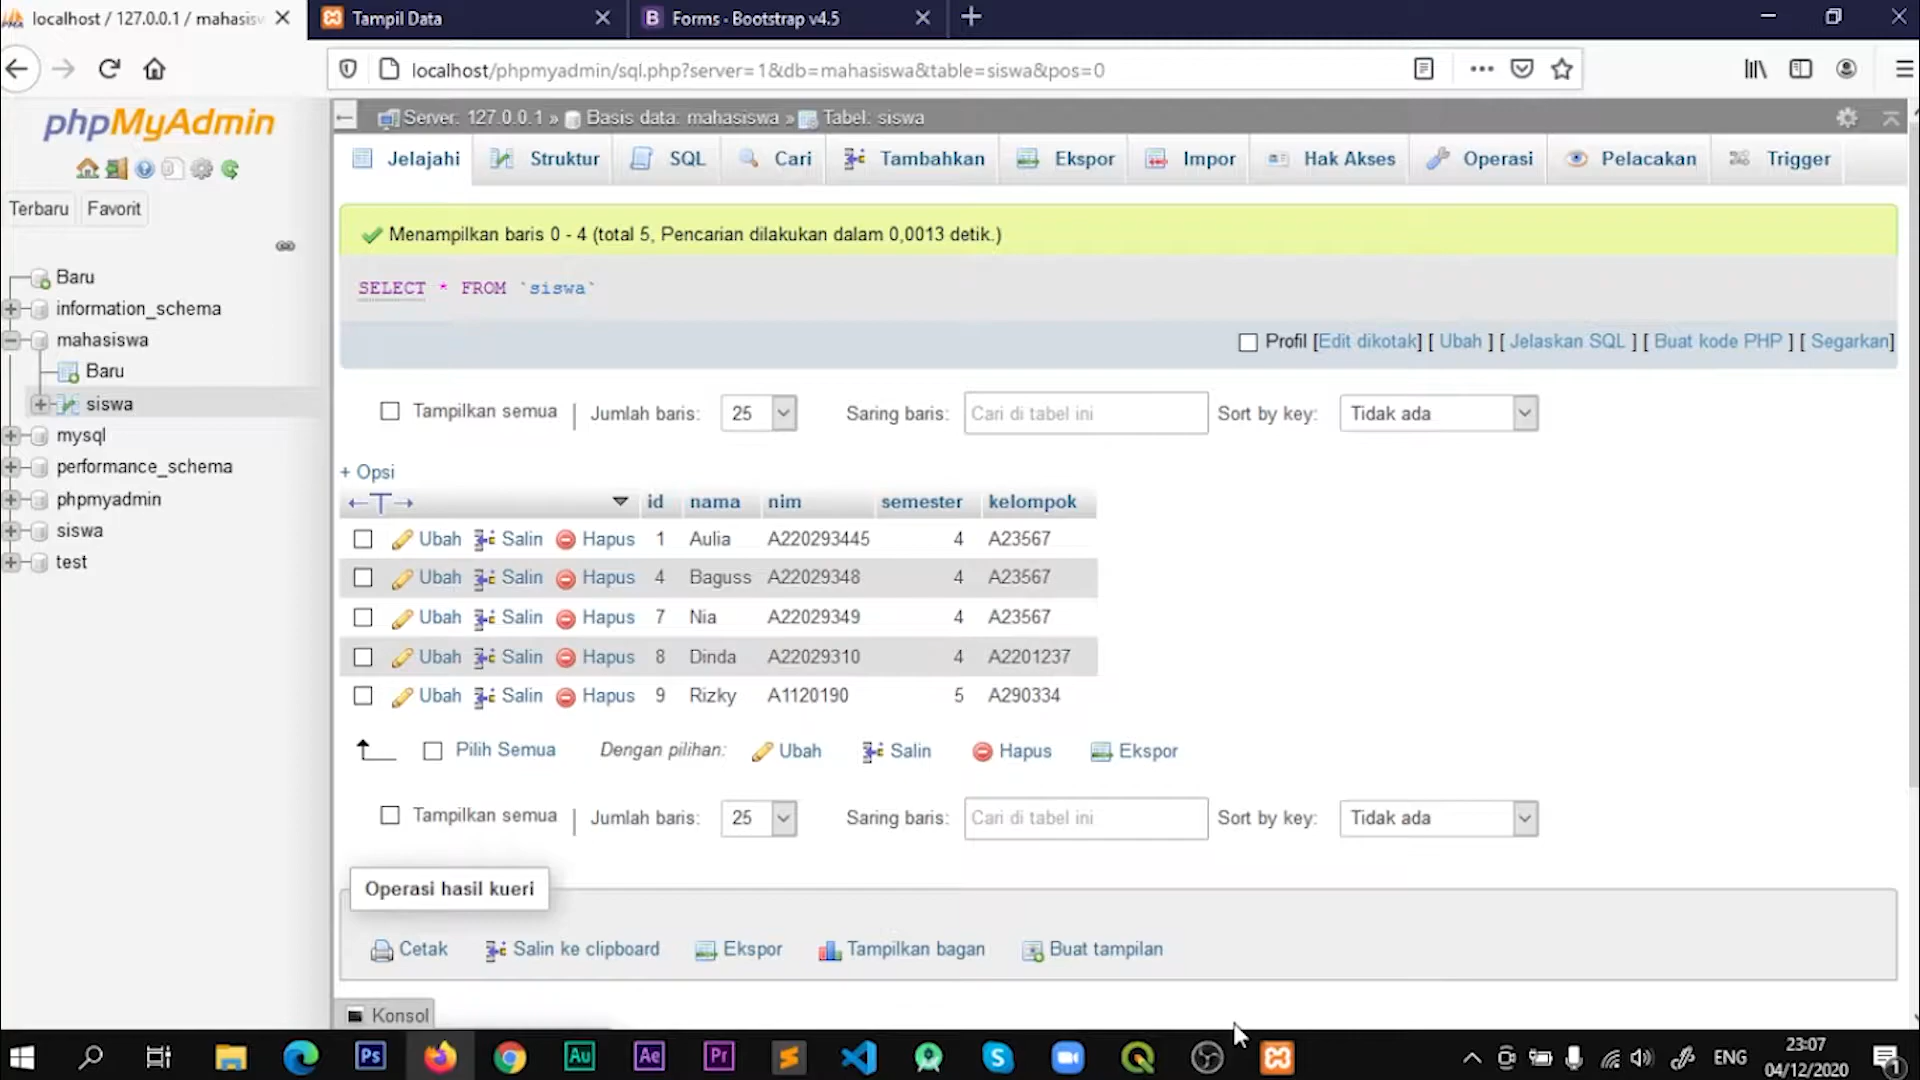 localhost / 127.0.0.1 / mahasisw
Tampil Data
Forms · Bootstrap v4.5
localhost/phpmyadmin/sql.php?server=1&db=mahasiswa&table=siswa&pos=0
phpMyAdmin
Terbaru Favorit
Baru
information_schema
mahasiswa
Baru
siswa
mysql
performance_schema
phpmyadmin
siswa
test
Server: 127.0.0.1 » Basis data: mahasiswa » Tabel: siswa
Jelajahi Struktur SQL Cari Tambahkan Ekspor Impor Hak Akses Operasi Pelacakan Trigger
Menampilkan baris 0 - 4 (total 5, Pencarian dilakukan dalam 0,0013 detik.)
SELECT * FROM `siswa`
Profil [Edit dikotak] [ Ubah ] [ Jelaskan SQL ] [ Buat kode PHP ] [ Segarkan]
Tampilkan semua | Jumlah baris: 25 Saring baris: Cari di tabel ini Sort by key: Tidak ada
+ Opsi
←T→ id nama nim semester kelompok
Ubah Salin Hapus 1 Aulia A220293445 4 A23567
Ubah Salin Hapus 4 Baguss A22029348 4 A23567
Ubah Salin Hapus 7 Nia A22029349 4 A23567
Ubah Salin Hapus 8 Dinda A22029310 4 A2201237
Ubah Salin Hapus 9 Rizky A1120190 5 A290334
Pilih Semua Dengan pilihan: Ubah Salin Hapus Ekspor
Tampilkan semua | Jumlah baris: 25 Saring baris: Cari di tabel ini Sort by key: Tidak ada
Operasi hasil kueri
Cetak Salin ke clipboard Ekspor Tampilkan bagan Buat tampilan
Konsol
Ps Au Ae Pr ENG
23:07
04/12/2020
1